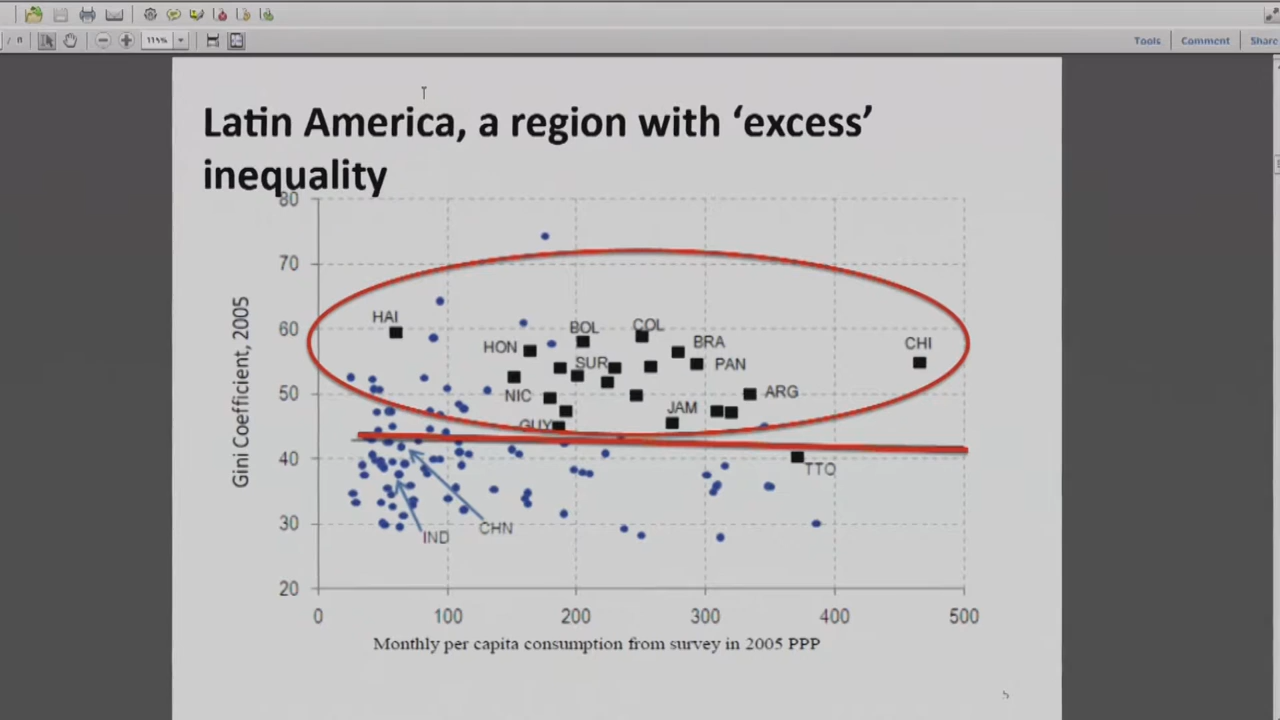 / 8
115%
Tools
Comment
Share
Latin America, a region with ‘excess’
inequality
80
70
60
50
40
30
20
Gini Coefficient, 2005
HAI
HON
BOL
COL
BRA
CHI
SUR
PAN
NIC
JAM
ARG
GUY
TTO
IND
CHN
0
100
200
300
400
500
Monthly per capita consumption from survey in 2005 PPP
5